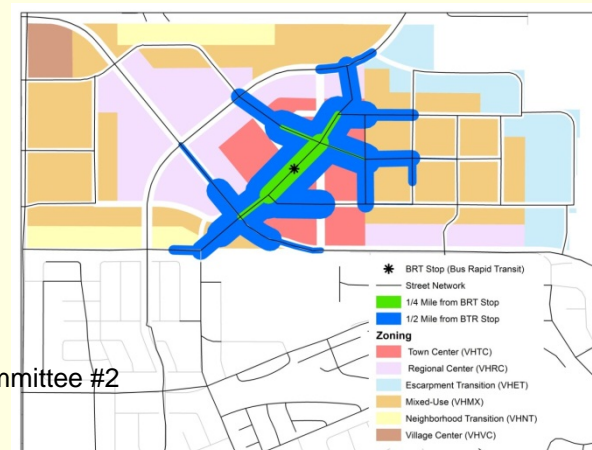 BRT Stop (Bus Rapid Transit)
Street Network
1/4 Mile from BRT Stop
1/2 Mile from BTR Stop
Zoning
Town Center (VHTC)
Regional Center (VHRC)
Escarpment Transition (VHET)
mmittee #2
Mixed-Use (VHMX)
Neighborhood Transition (VHNT)
Village Center (VHVC)